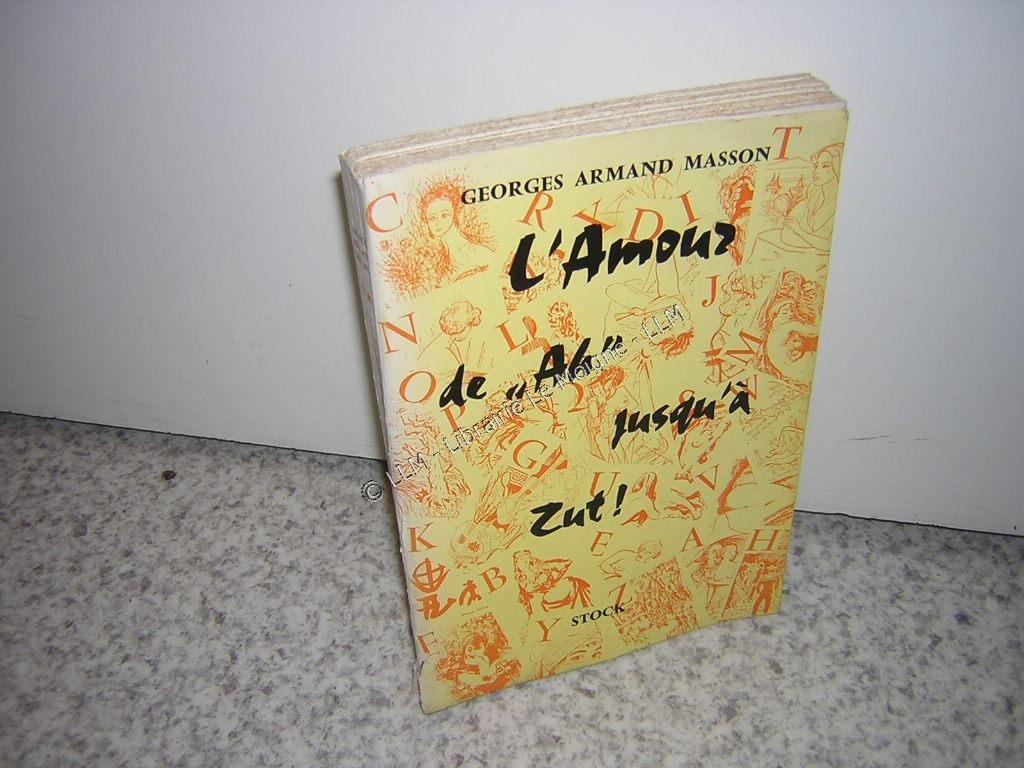 GEORGES ARMAND MASSON
T
C
R X D I
L'Amour
J
N
L R
M
de „Ah"
O
jusqu'à
P
Q
& N
G
U
V
Zut!
K
E
A H
B
Z
F
Y
STOCK
© LLM - Librairie Le Moigne - LLM